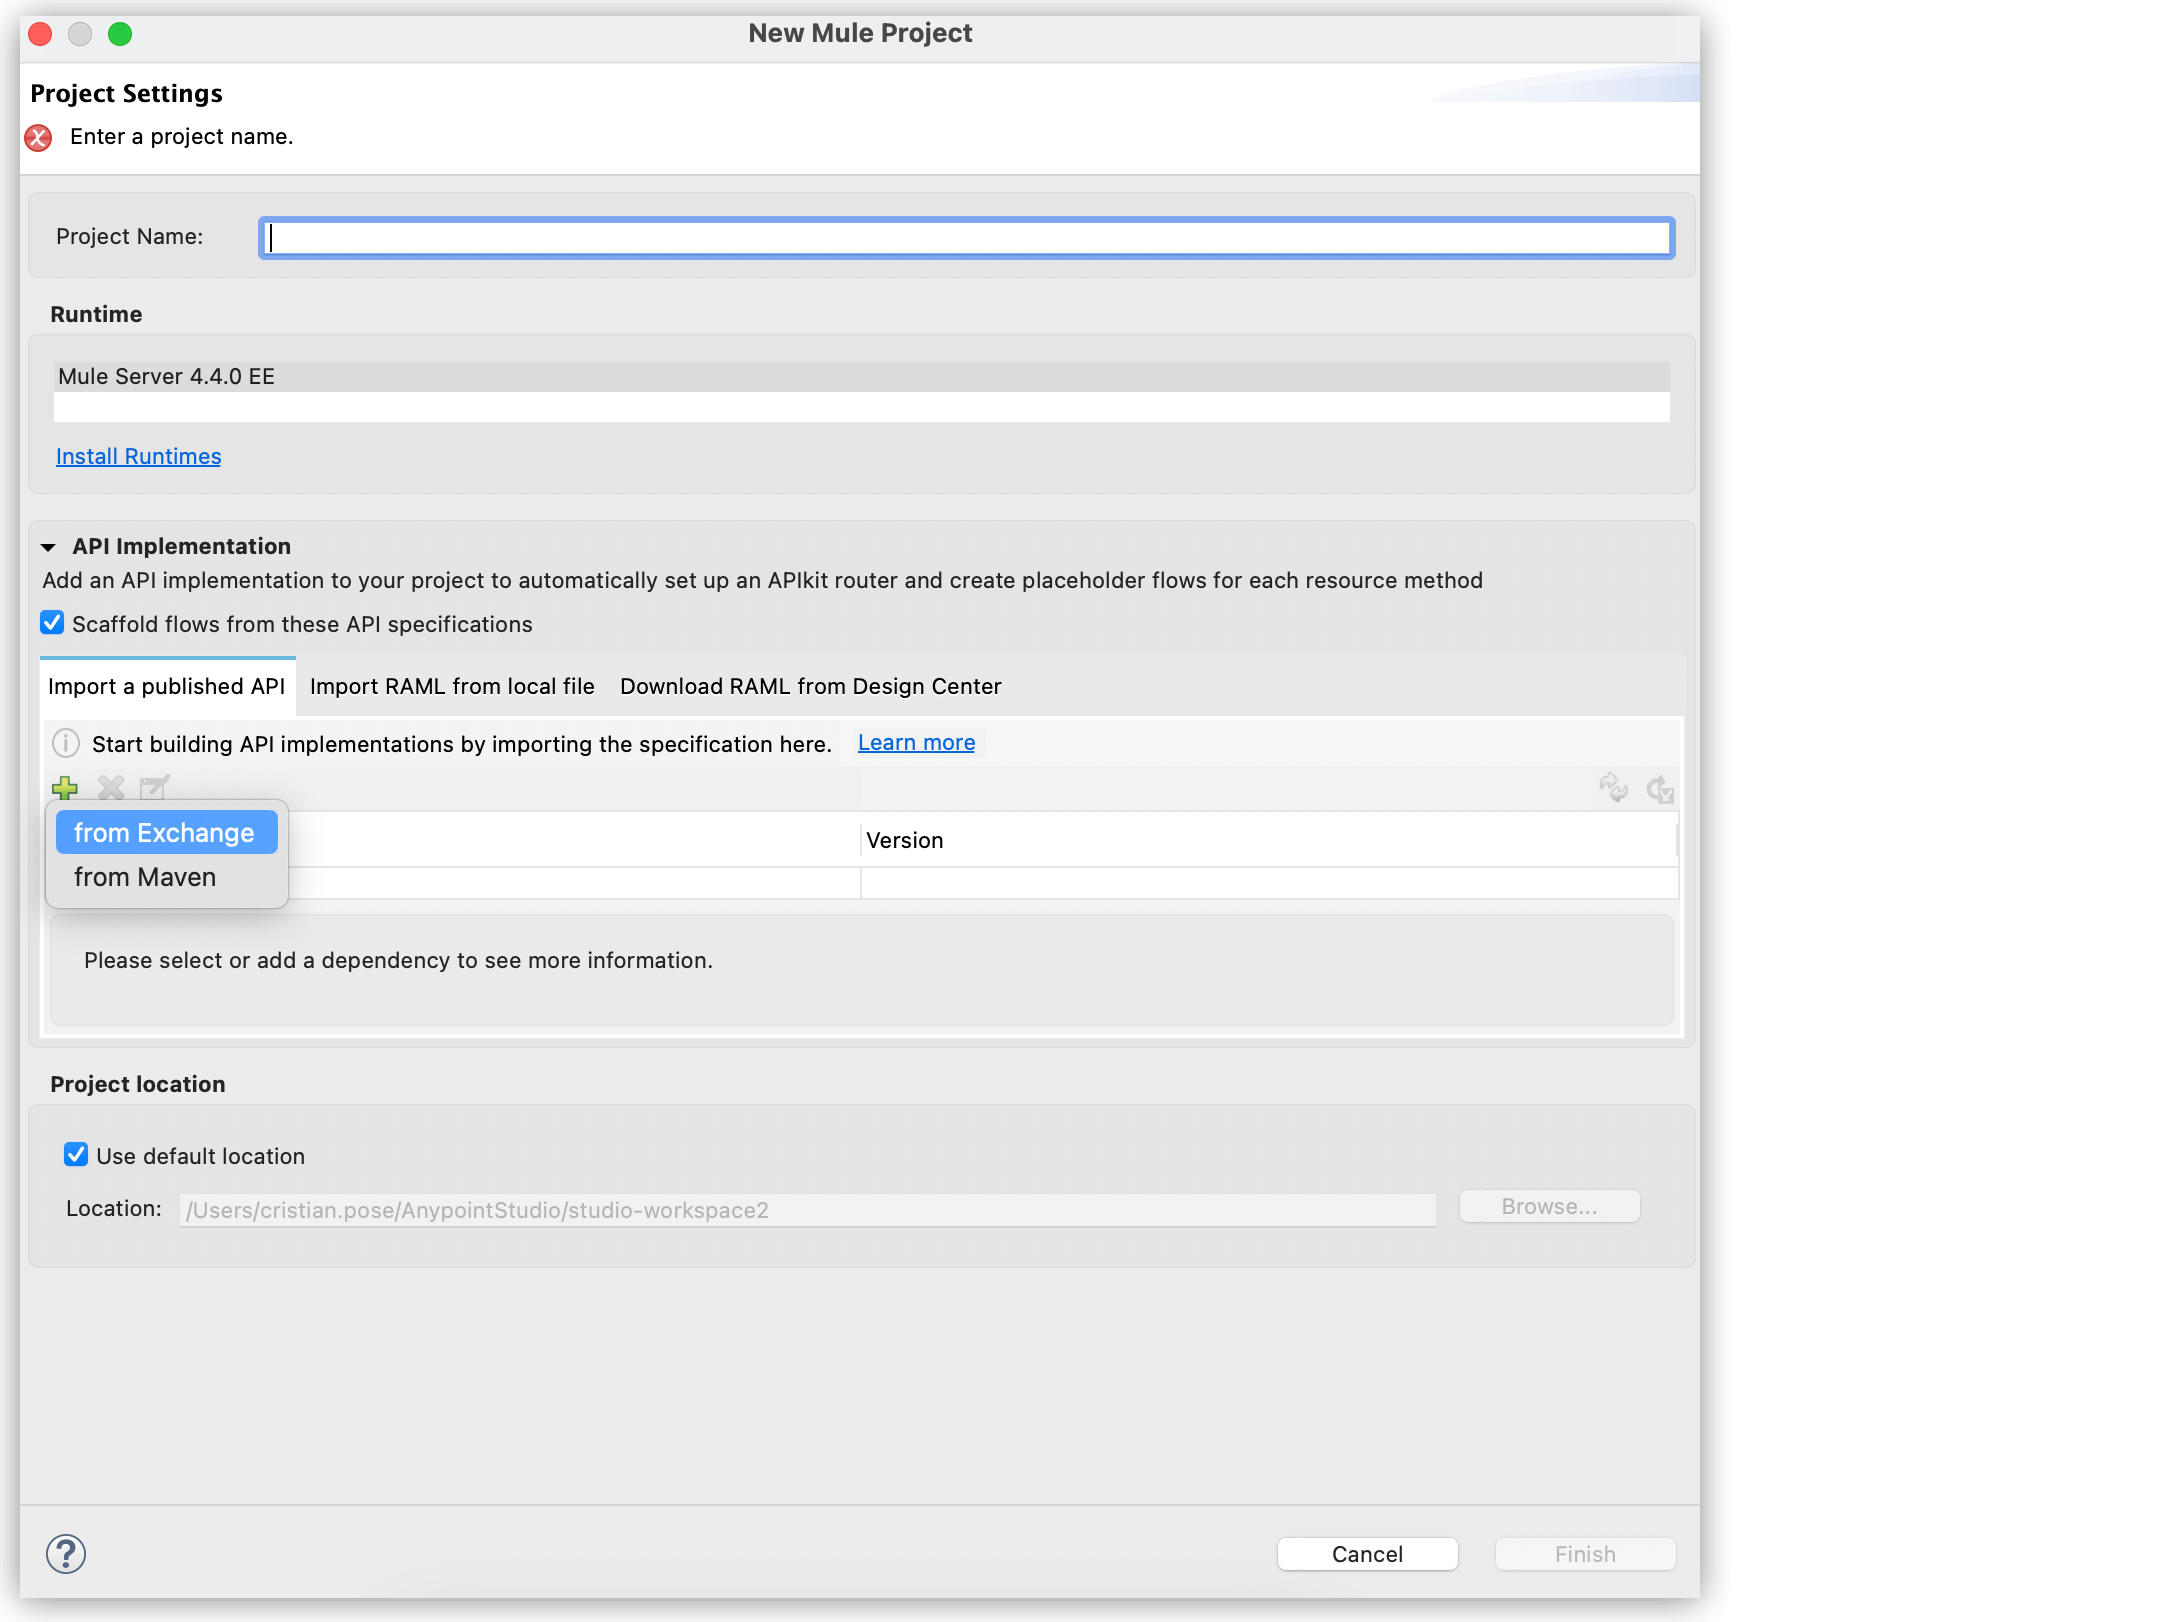 New Mule Project
Project Settings
Enter a project name.
Project Name:
Runtime
Mule Server 4.4.0 EE
Install Runtimes
API Implementation
Add an API implementation to your project to automatically set up an APIkit router and create placeholder flows for each resource method
Scaffold flows from these API specifications
Import a published API Import RAML from local file Download RAML from Design Center
Start building API implementations by importing the specification here. Learn more
from Exchange
Version
from Maven
Please select or add a dependency to see more information.
Project location
Use default location
Location: /Users/cristian.pose/AnypointStudio/studio-workspace2 Browse...
? Cancel Finish